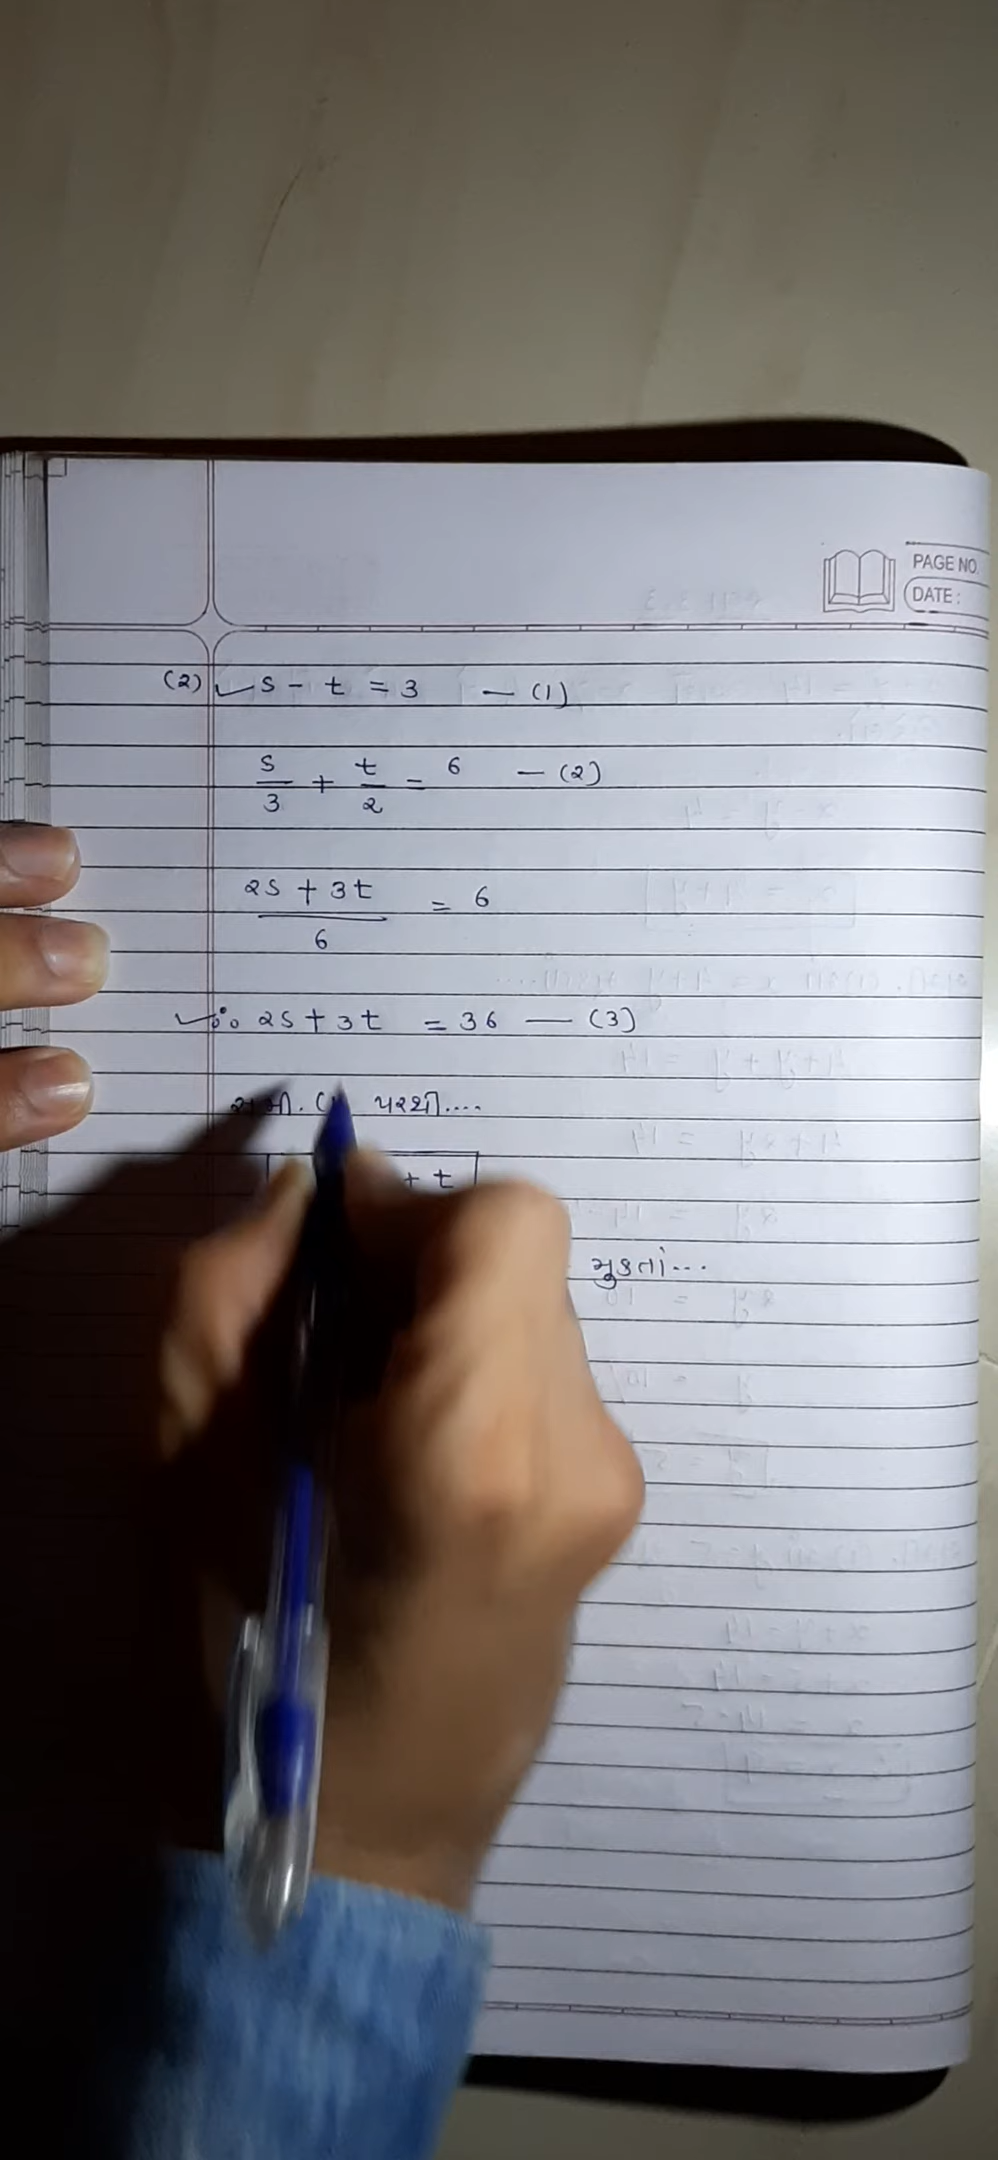 PAGE NO.
DATE :
(2) ✓ s - t = 3 — (1)
s/3 + t/2 = 6 — (2)
2s + 3t / 6 = 6
✓ ∴ 2s + 3t = 36 — (3)
પરથી....
+ t
મુકતાં...